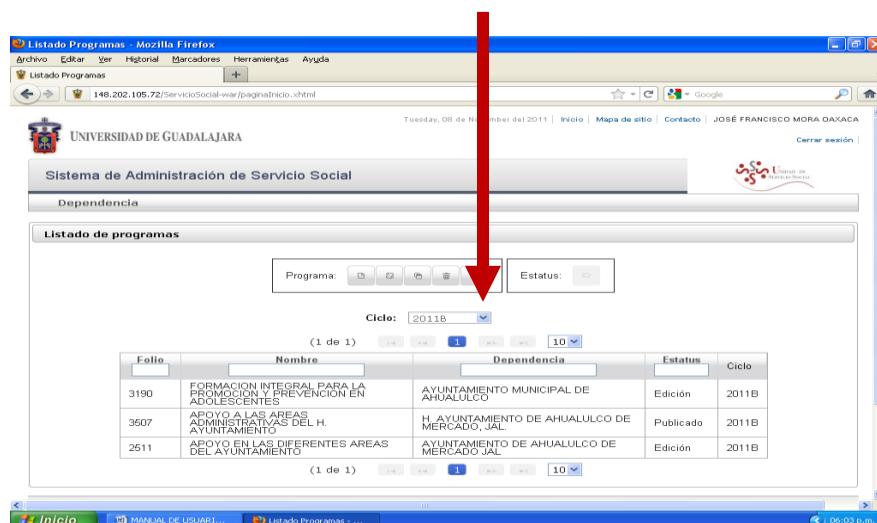 Listado Programas - Mozilla Firefox
Archivo Editar Ver Higtorial Marcadores Herramientas Ayuda
Listado Programas
148.202.105.72/ServicioSocial-war/paginaInicio.xhtml Google
Tuesday, 08 de mber del 2011 | Inicio | Mapa de sitio | Contacto | JOSÉ FRANCISCO MORA OAXACA
UNIVERSIDAD DE GUADALAJARA
Cerrar sesión |
Sistema de Administración de Servicio Social
Dependencia
Listado de programas
Programa: Estatus:
Ciclo: 2011B
(1 de 1) 1 10
Folio Nombre Dependencia Estatus Ciclo
3190 FORMACION INTEGRAL PARA LA PROMOCION Y PREVENCION EN ADOLESCENTES AYUNTAMIENTO MUNICIPAL DE AHUALULCO Edición 2011B
3507 APOYO A LAS AREAS ADMINISTRATIVAS DEL H. AYUNTAMIENTO H. AYUNTAMIENTO DE AHUALULCO DE MERCADO, JAL. Publicado 2011B
2511 APOYO EN LAS DIFERENTES AREAS DEL AYUNTAMIENTO AYUNTAMIENTO DE AHUALULCO DE MERCADO JAL Edición 2011B
(1 de 1) 1 10
Inicio MANUAL DE USUARI... Listado Programas - ... 06:03 p.m.